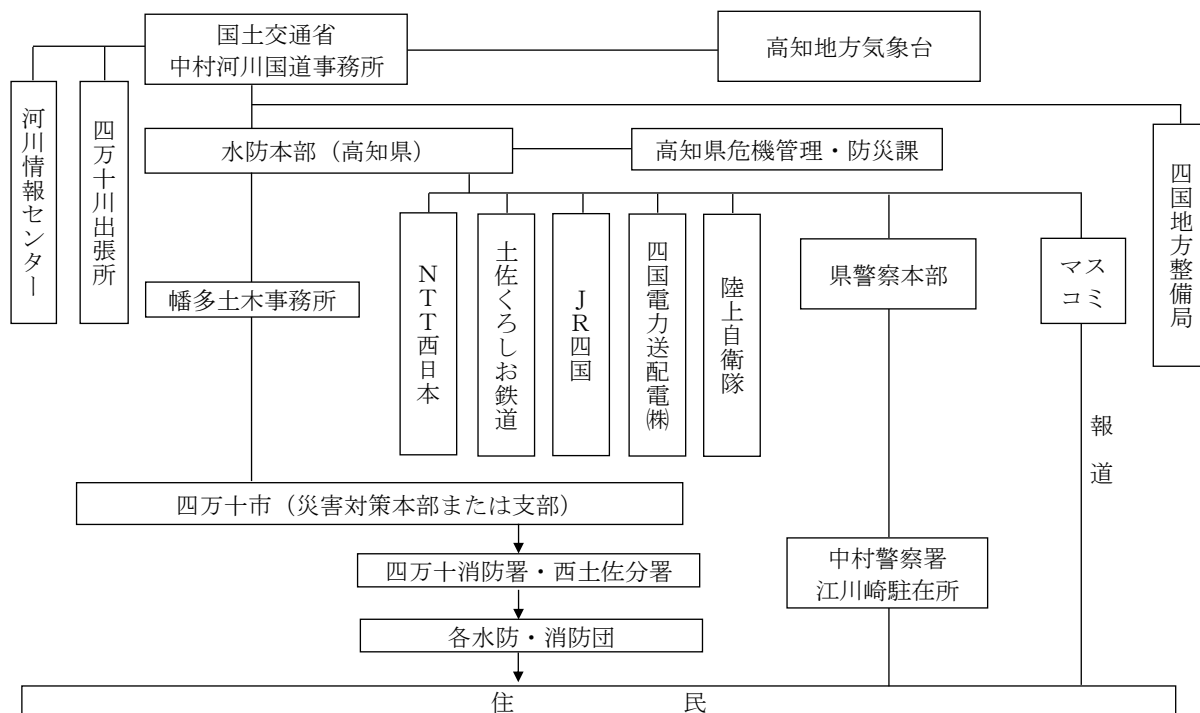 国土交通省
中村河川国道事務所
高知地方気象台
河川情報センター
四万十川出張所
水防本部（高知県）
高知県危機管理・防災課
四国地方整備局
幡多土木事務所
NTT西日本
土佐くろしお鉄道
JR四国
四国電力送配電㈱
陸上自衛隊
県警察本部
マス
コミ
報道
四万十市（災害対策本部または支部）
四万十消防署・西土佐分署
中村警察署
江川崎駐在所
各水防・消防団
住民